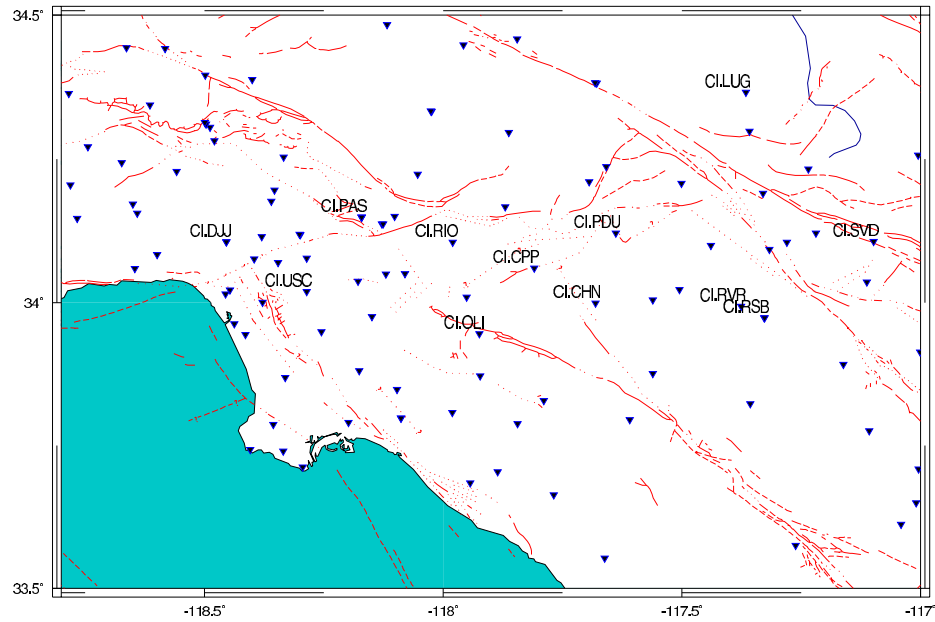 34.5˚
CI.LUG
CI.PAS
CI.DJJ
CI.RIO
CI.PDU
CI.SVD
CI.CPP
CI.USC
CI.CHN
CI.RVR
34˚
CI.RSB
CI.OLI
33.5˚
-118.5˚
-118˚
-117.5˚
-117˚